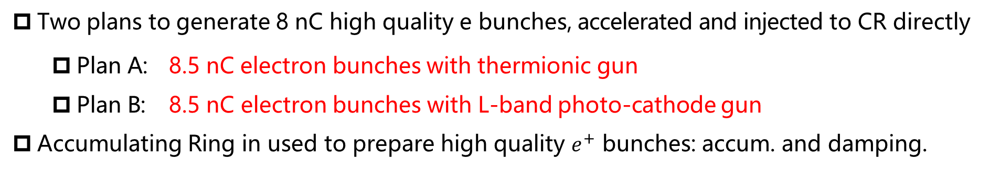 Two plans to generate 8 nC high quality e bunches, accelerated and injected to CR directly
Plan A: 8.5 nC electron bunches with thermionic gun
Plan B: 8.5 nC electron bunches with L-band photo-cathode gun
Accumulating Ring in used to prepare high quality e⁺ bunches: accum. and damping.